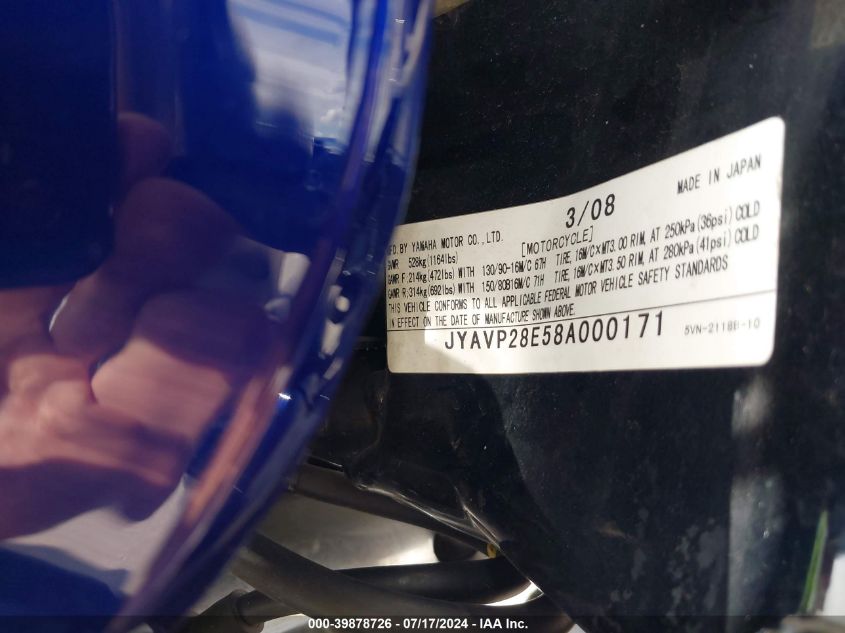 3/08 MADE IN JAPAN
MFD.BY YAMAHA MOTOR CO.,LTD. [MOTORCYCLE]
GVWR 528kg(1164lbs)
GAWR F.214kg(472lbs)WITH 130/90-16M/C 67H TIRE, 16M/C×MT3.00 RIM, AT 250kPa(36psi)COLD
GAWR R.314kg(692lbs)WITH 150/80B16M/C 71H TIRE, 16M/C×MT3.50 RIM, AT 280kPa(41psi)COLD
THIS VEHICLE CONFORMS TO ALL APPLICABLE FEDERAL MOTOR VEHICLE SAFETY STANDARDS
IN EFFECT ON THE DATE OF MANUFACTURE SHOWN ABOVE.
JYAVP28E58A000171 5VN-2118B-10
000-39878726 - 07/17/2024 - IAA Inc.